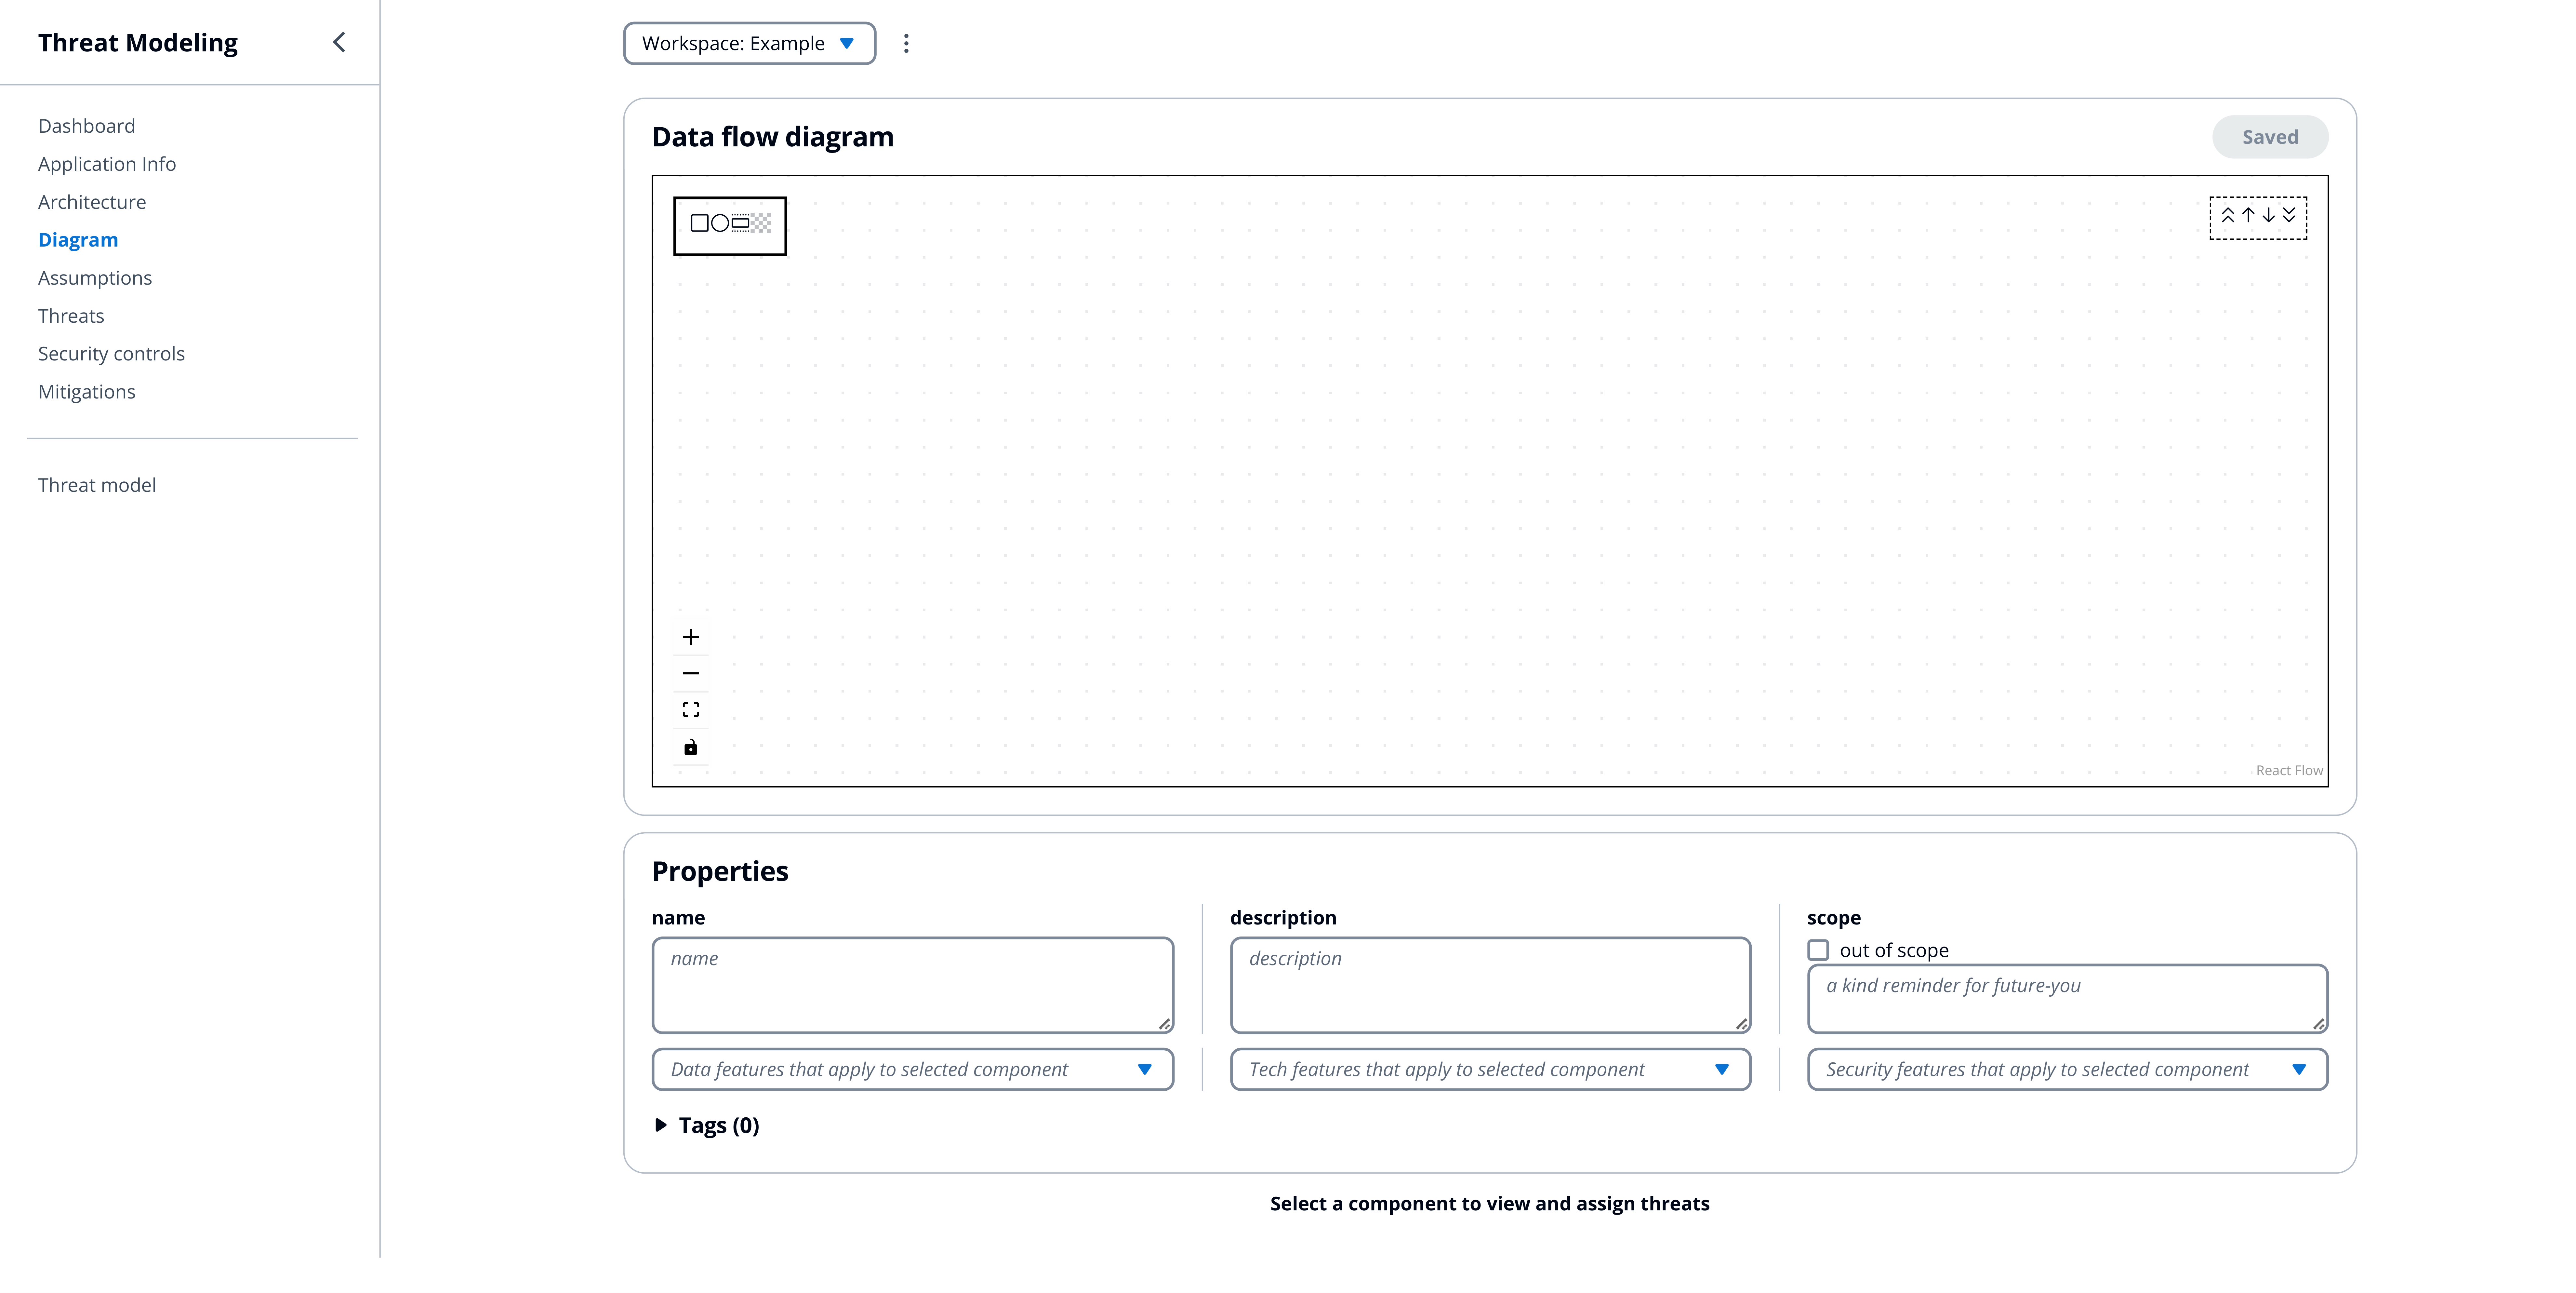 Threat Modeling
Dashboard
Application Info
Architecture
Diagram
Assumptions
Threats
Security controls
Mitigations
Threat model
Workspace: Example
Data flow diagram
Saved
React Flow
Properties
name
name
description
description
scope
out of scope
a kind reminder for future-you
Data features that apply to selected component
Tech features that apply to selected component
Security features that apply to selected component
Tags (0)
Select a component to view and assign threats